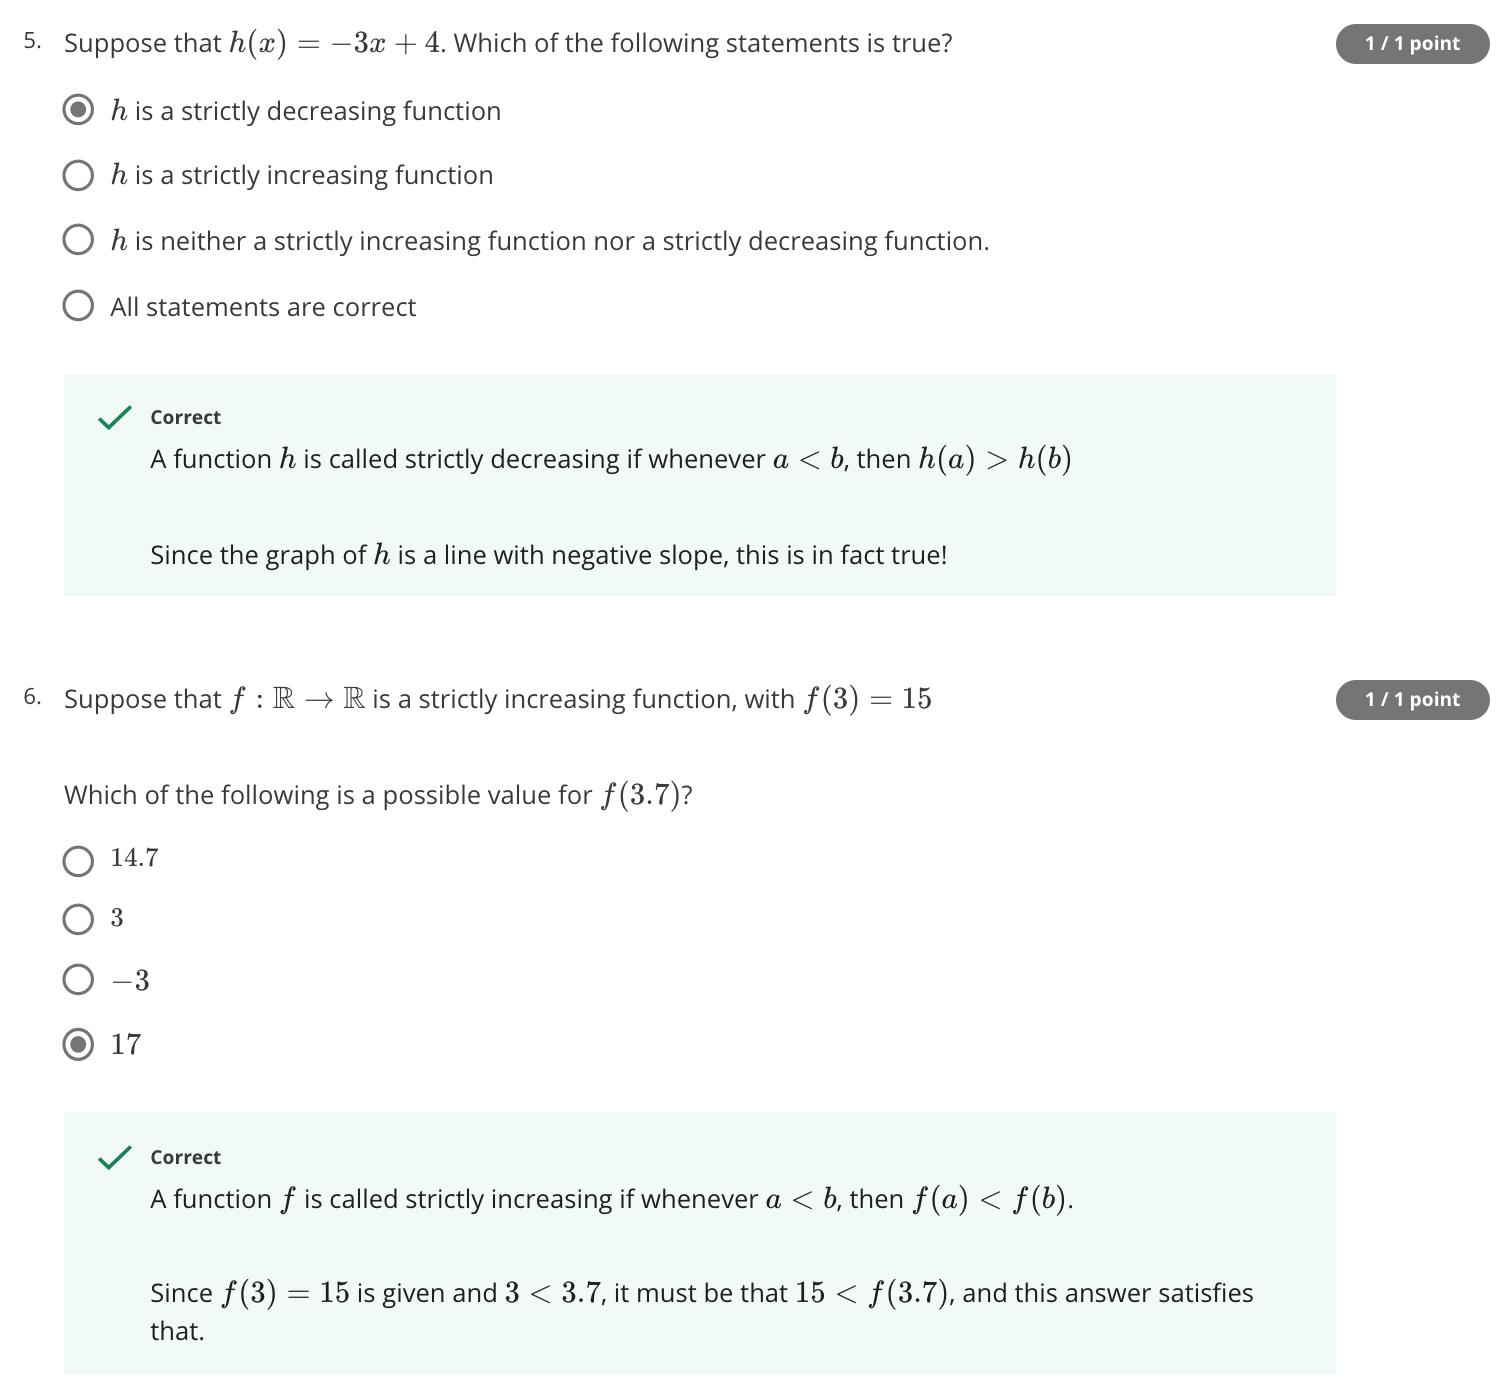 5. Suppose that h(x) = −3x + 4. Which of the following statements is true?
1 / 1 point
h is a strictly decreasing function
h is a strictly increasing function
h is neither a strictly increasing function nor a strictly decreasing function.
All statements are correct
Correct
A function h is called strictly decreasing if whenever a < b, then h(a) > h(b)
Since the graph of h is a line with negative slope, this is in fact true!
6. Suppose that f : ℝ → ℝ is a strictly increasing function, with f(3) = 15
1 / 1 point
Which of the following is a possible value for f(3.7)?
14.7
3
−3
17
Correct
A function f is called strictly increasing if whenever a < b, then f(a) < f(b).
Since f(3) = 15 is given and 3 < 3.7, it must be that 15 < f(3.7), and this answer satisfies
that.